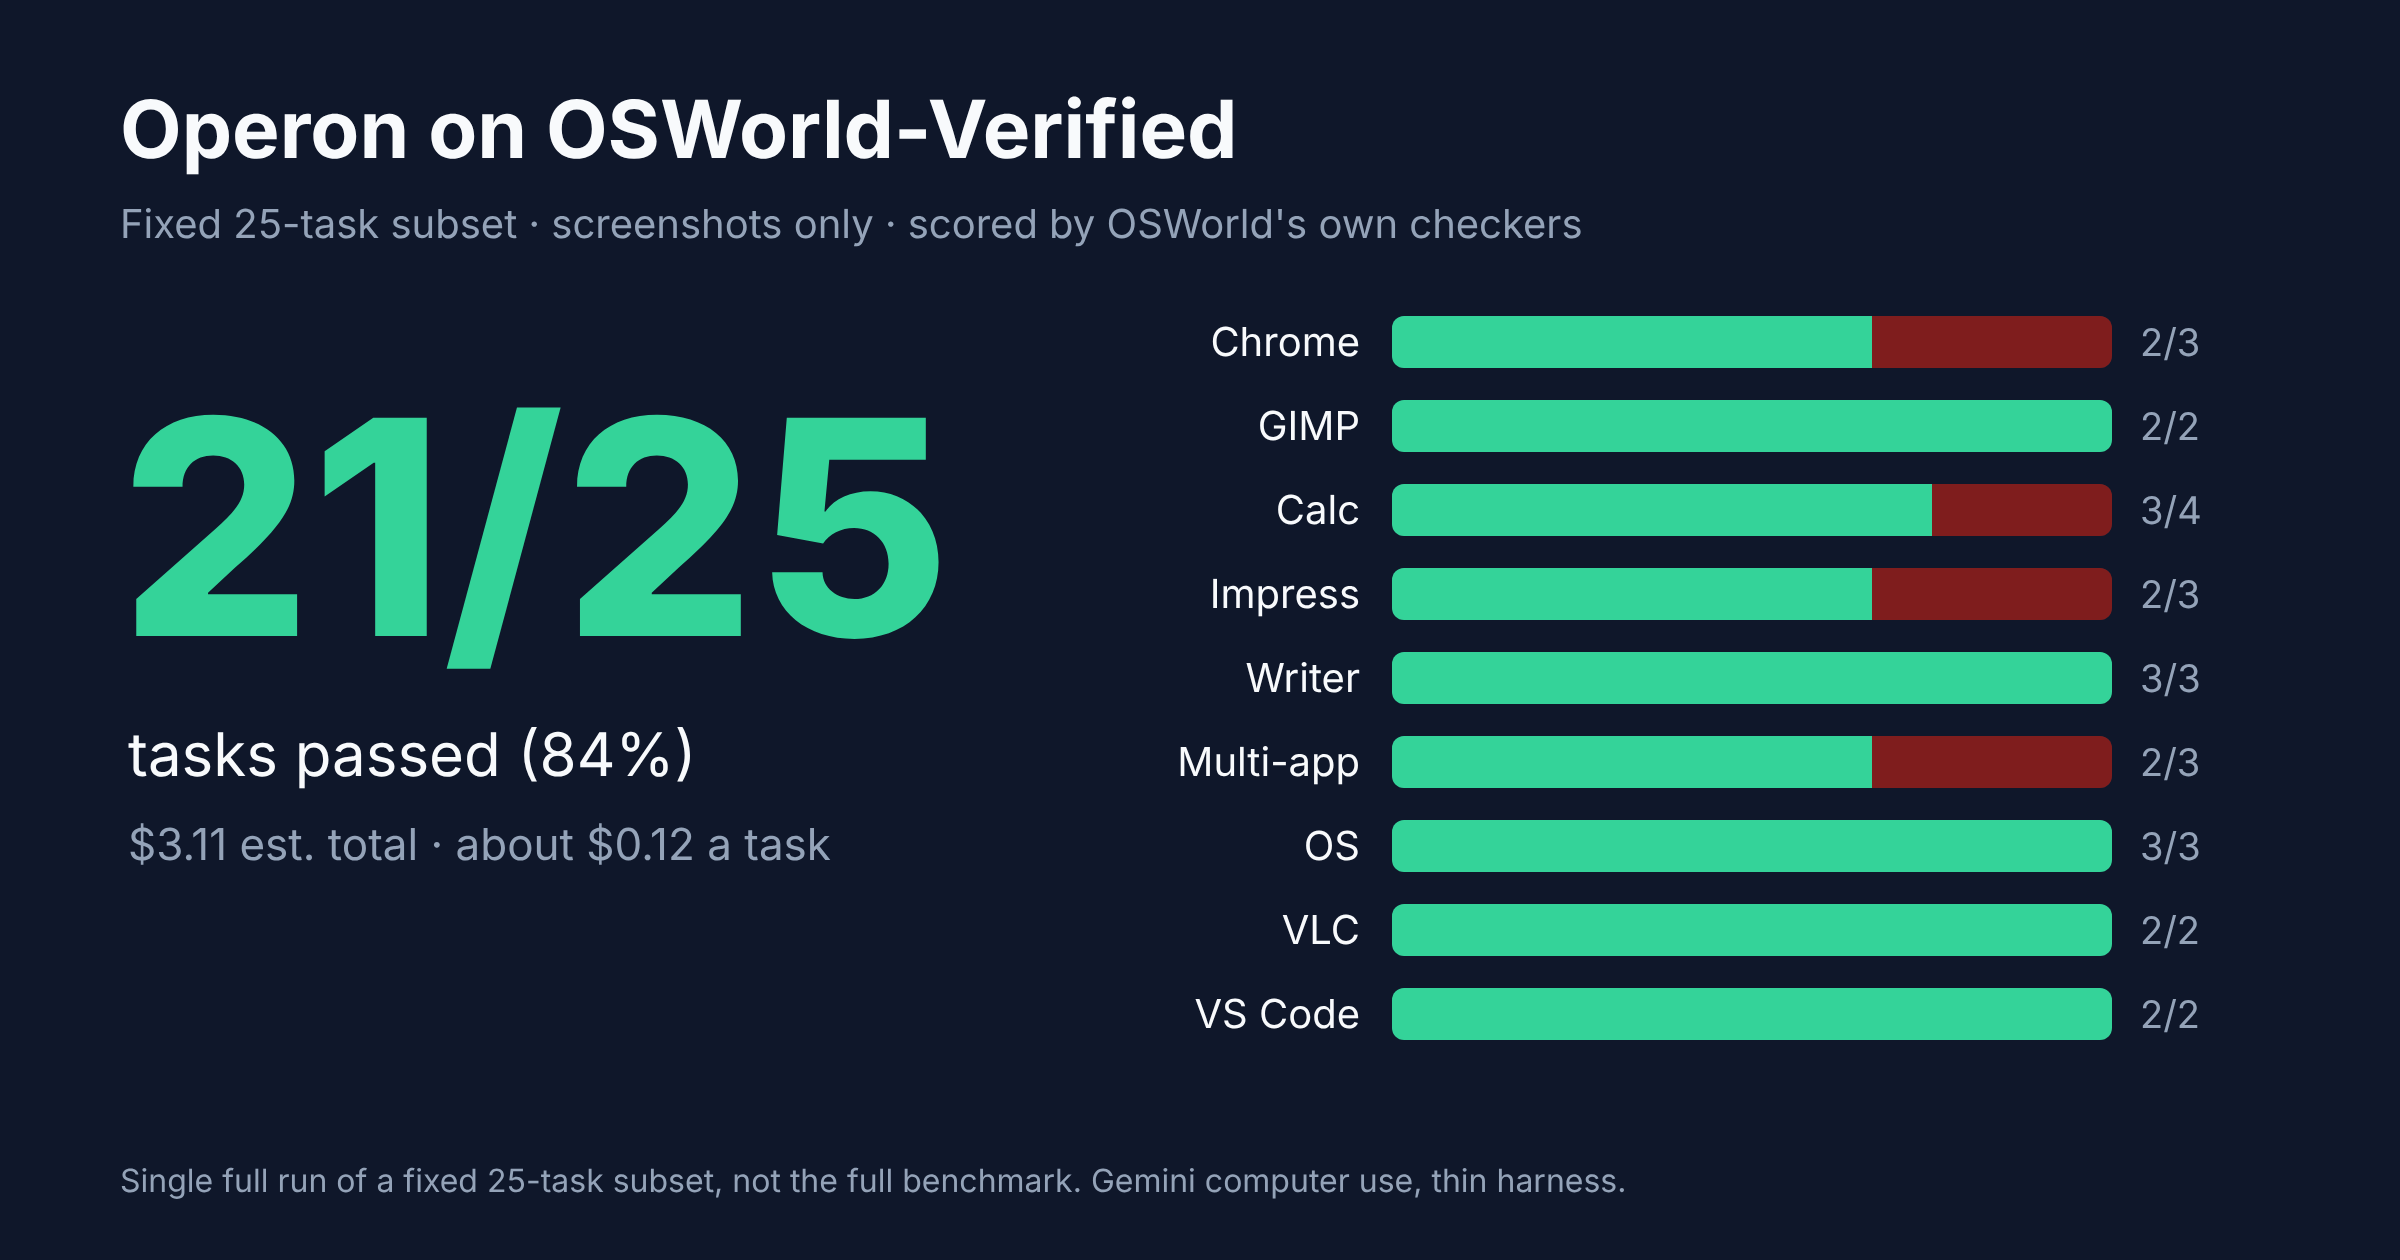 Operon on OSWorld-Verified
Fixed 25-task subset · screenshots only · scored by OSWorld's own checkers
21/25
tasks passed (84%)
$3.11 est. total · about $0.12 a task
Chrome 2/3
GIMP 2/2
Calc 3/4
Impress 2/3
Writer 3/3
Multi-app 2/3
OS 3/3
VLC 2/2
VS Code 2/2
Single full run of a fixed 25-task subset, not the full benchmark. Gemini computer use, thin harness.